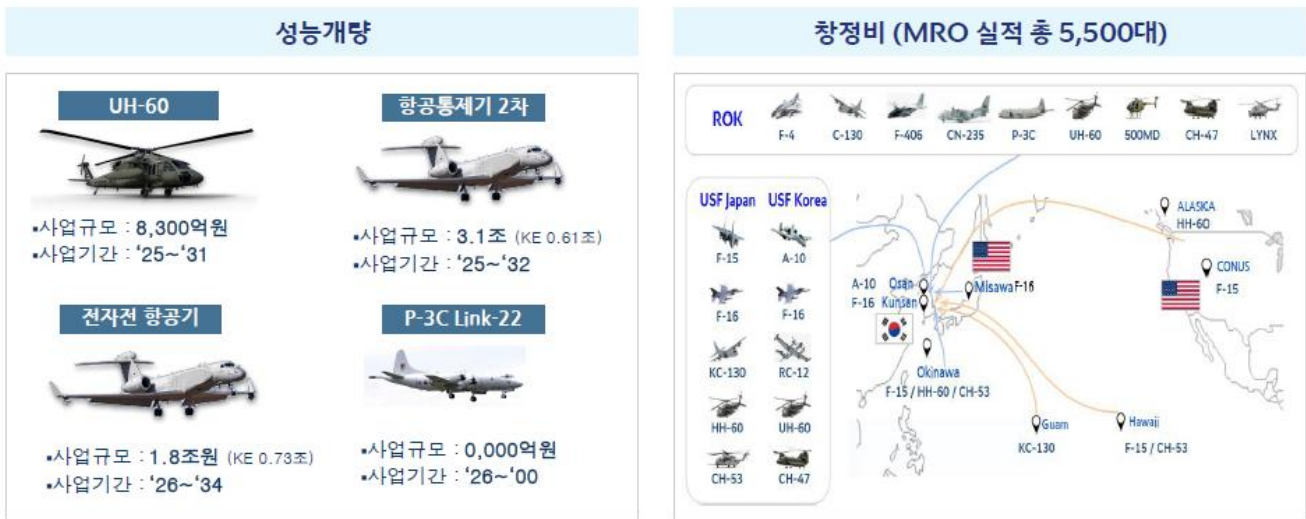 성능개량
UH-60
▪사업규모 : 8,300억원
▪사업기간 : ‘25~‘31
항공통제기 2차
▪사업규모 : 3.1조 (KE 0.61조)
▪사업기간 : ‘25~‘32
전자전 항공기
▪사업규모 : 1.8조원 (KE 0.73조)
▪사업기간 : ‘26~‘34
P-3C Link-22
▪사업규모 : 0,000억원
▪사업기간 : ‘26~‘00
창정비 (MRO 실적 총 5,500대)
ROK
F-4 C-130 F-406 CN-235 P-3C UH-60 500MD CH-47 LYNX
USF Japan USF Korea
F-15 A-10
F-16 F-16
KC-130 RC-12
HH-60 UH-60
CH-53 CH-47
ALASKA
HH-60
CONUS
F-15
A-10 Osan
F-16 Kunsan
Misawa F-16
Okinawa
F-15 / HH-60 / CH-53
Guam
KC-130
Hawaii
F-15 / CH-53